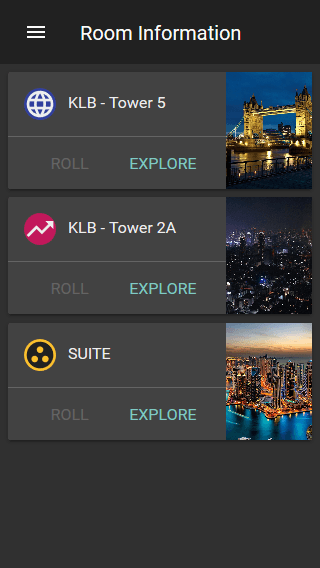 Room Information
KLB - Tower 5
ROLL EXPLORE
KLB - Tower 2A
ROLL EXPLORE
SUITE
ROLL EXPLORE